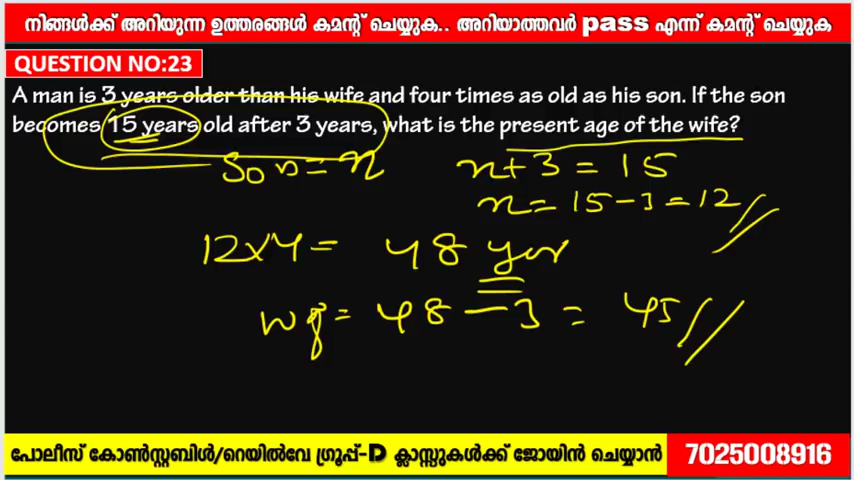 നിങ്ങൾക്ക് അറിയുന്ന ഉത്തരങ്ങൾ കമന്റ് ചെയ്യുക.. അറിയാത്തവർ pass എന്ന് കമന്റ് ചെയ്യുക
QUESTION NO:23
A man is 3 years older than his wife and four times as old as his son. If the son
becomes 15 years old after 3 years, what is the present age of the wife?
Son = x x+3 = 15
x = 15-3 = 12
12x4 = 48
= 48 - 3 = 45
പോലീസ് കോൺസ്റ്റബിൾ/റെയിൽവേ ഗ്രൂപ്പ്-D ക്ലാസ്സുകൾക്ക് ജോയിൻ ചെയ്യാൻ 7025008916